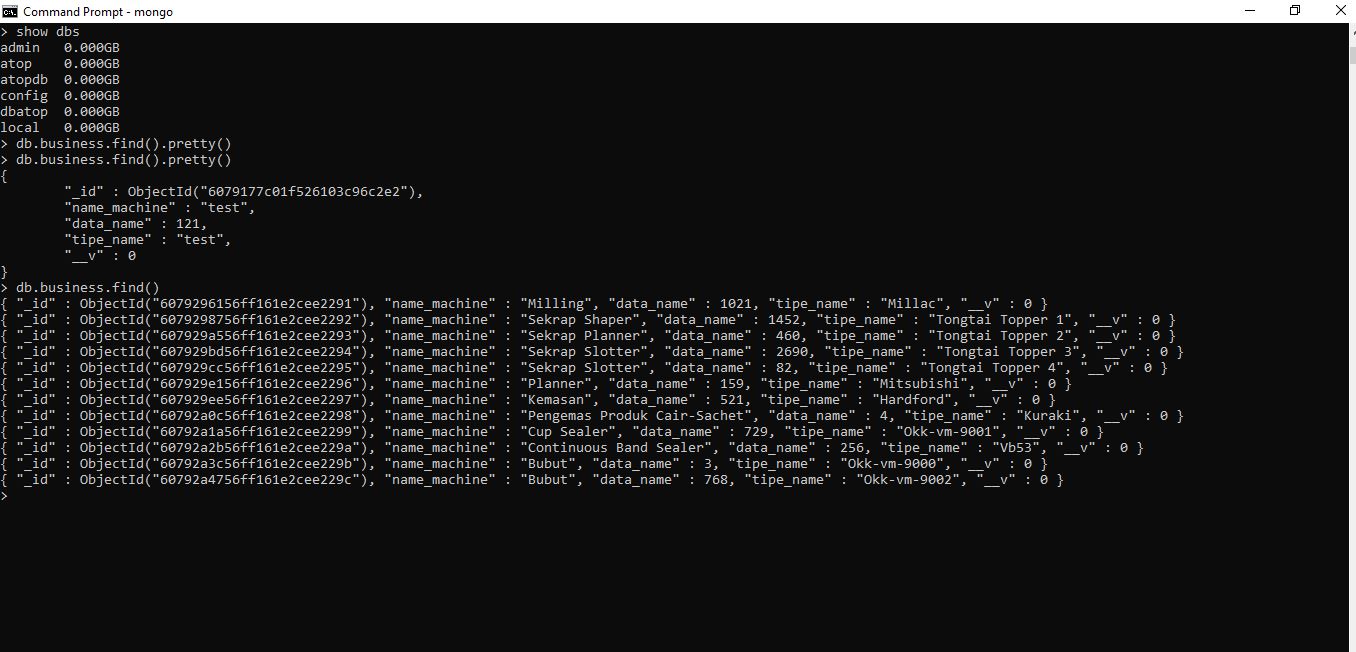 Command Prompt - mongo
> show dbs
admin   0.000GB
atop    0.000GB
atopdb  0.000GB
config  0.000GB
dbatop  0.000GB
local   0.000GB
> db.business.find().pretty()
> db.business.find().pretty()
{
        "_id" : ObjectId("6079177c01f526103c96c2e2"),
        "name_machine" : "test",
        "data_name" : 121,
        "tipe_name" : "test",
        "__v" : 0
}
> db.business.find()
{ "_id" : ObjectId("6079296156ff161e2cee2291"), "name_machine" : "Milling", "data_name" : 1021, "tipe_name" : "Millac", "__v" : 0 }
{ "_id" : ObjectId("6079298756ff161e2cee2292"), "name_machine" : "Sekrap Shaper", "data_name" : 1452, "tipe_name" : "Tongtai Topper 1", "__v" : 0 }
{ "_id" : ObjectId("607929a556ff161e2cee2293"), "name_machine" : "Sekrap Planner", "data_name" : 460, "tipe_name" : "Tongtai Topper 2", "__v" : 0 }
{ "_id" : ObjectId("607929bd56ff161e2cee2294"), "name_machine" : "Sekrap Slotter", "data_name" : 2690, "tipe_name" : "Tongtai Topper 3", "__v" : 0 }
{ "_id" : ObjectId("607929cc56ff161e2cee2295"), "name_machine" : "Sekrap Slotter", "data_name" : 82, "tipe_name" : "Tongtai Topper 4", "__v" : 0 }
{ "_id" : ObjectId("607929e156ff161e2cee2296"), "name_machine" : "Planner", "data_name" : 159, "tipe_name" : "Mitsubishi", "__v" : 0 }
{ "_id" : ObjectId("607929ee56ff161e2cee2297"), "name_machine" : "Kemasan", "data_name" : 521, "tipe_name" : "Hardford", "__v" : 0 }
{ "_id" : ObjectId("60792a0c56ff161e2cee2298"), "name_machine" : "Pengemas Produk Cair-Sachet", "data_name" : 4, "tipe_name" : "Kuraki", "__v" : 0 }
{ "_id" : ObjectId("60792a1a56ff161e2cee2299"), "name_machine" : "Cup Sealer", "data_name" : 729, "tipe_name" : "Okk-vm-9001", "__v" : 0 }
{ "_id" : ObjectId("60792a2b56ff161e2cee229a"), "name_machine" : "Continuous Band Sealer", "data_name" : 256, "tipe_name" : "Vb53", "__v" : 0 }
{ "_id" : ObjectId("60792a3c56ff161e2cee229b"), "name_machine" : "Bubut", "data_name" : 3, "tipe_name" : "Okk-vm-9000", "__v" : 0 }
{ "_id" : ObjectId("60792a4756ff161e2cee229c"), "name_machine" : "Bubut", "data_name" : 768, "tipe_name" : "Okk-vm-9002", "__v" : 0 }
>